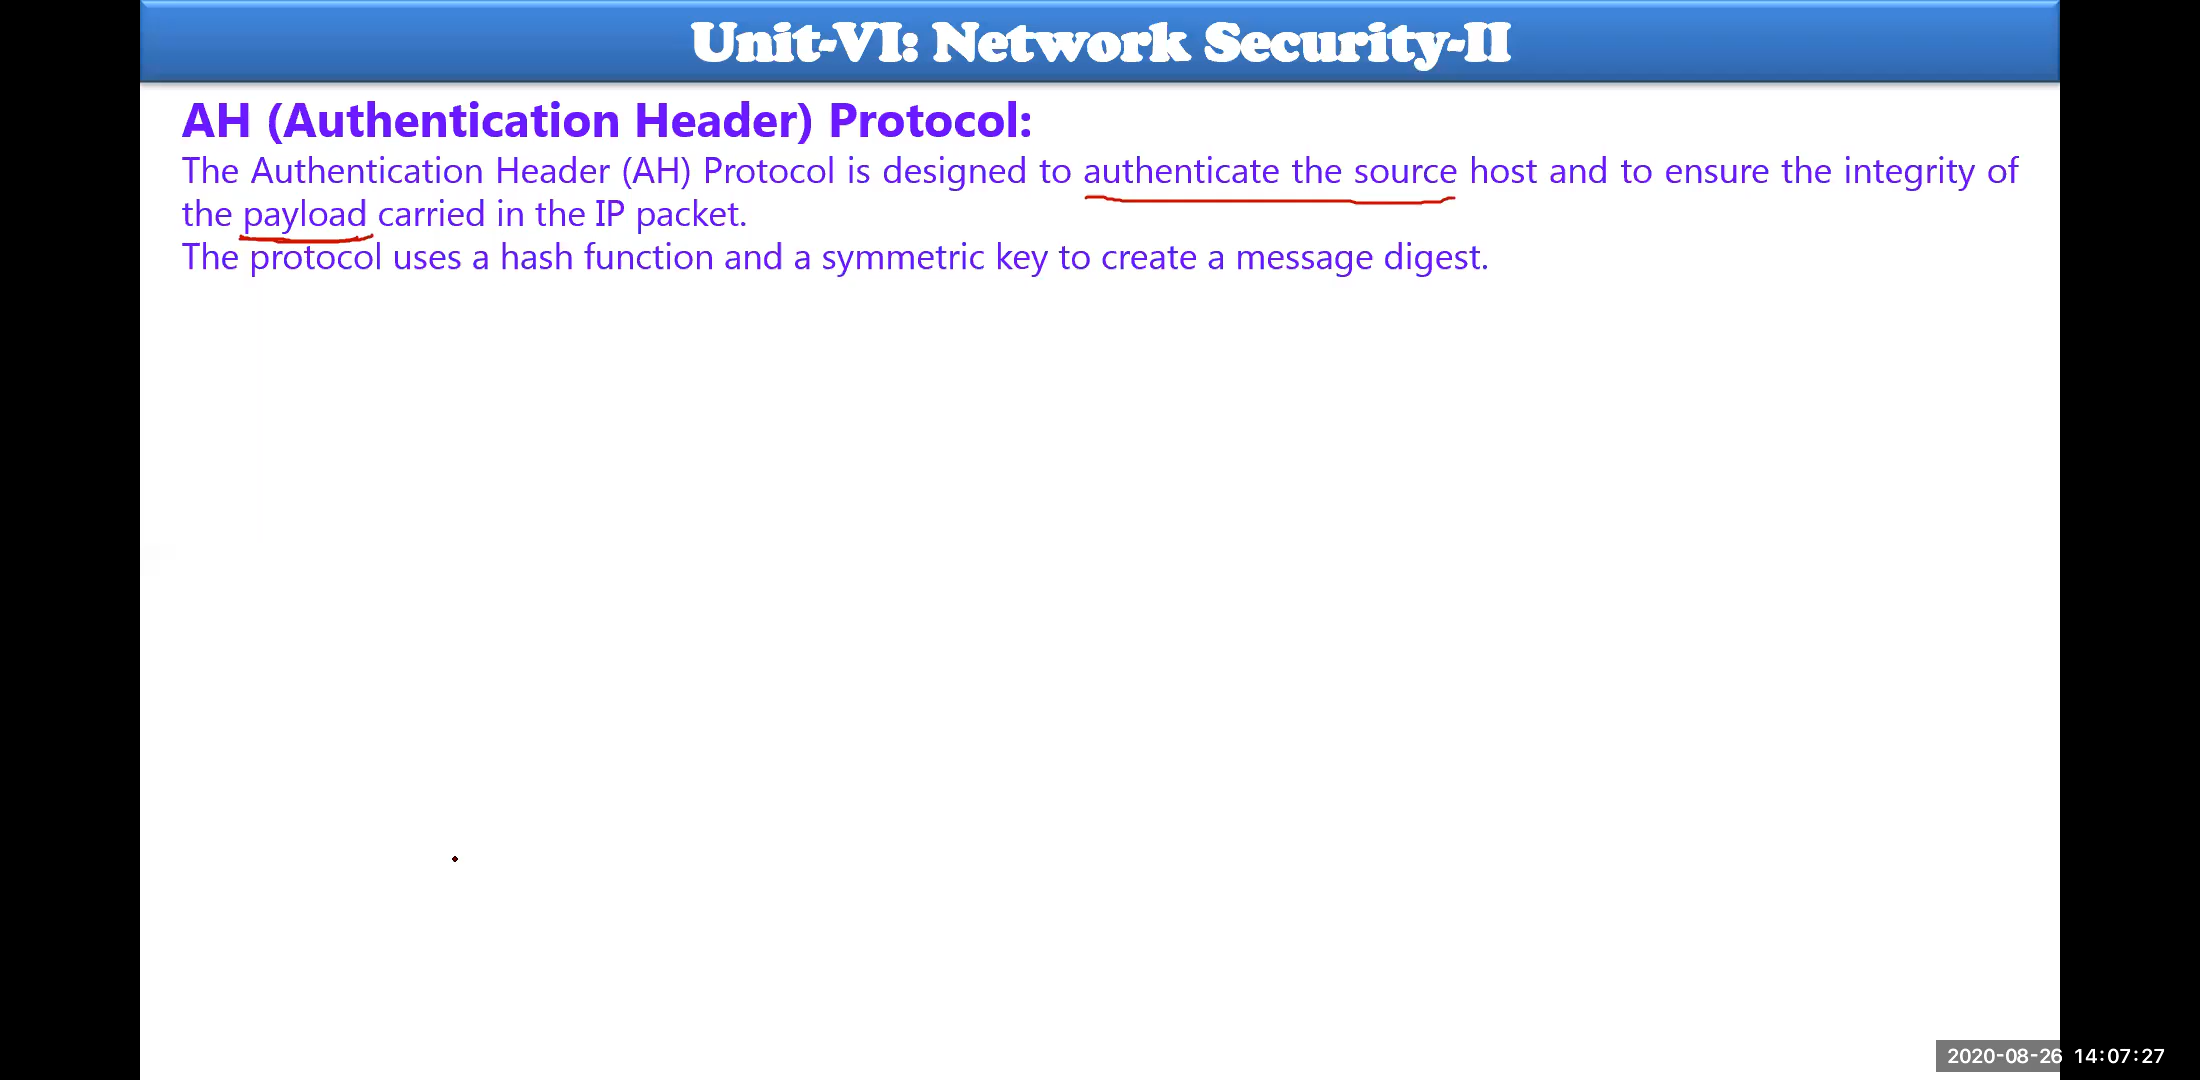 Unit-VI: Network Security-II
AH (Authentication Header) Protocol:
The Authentication Header (AH) Protocol is designed to authenticate the source host and to ensure the integrity of
the payload carried in the IP packet.
The protocol uses a hash function and a symmetric key to create a message digest.
2020-08-26 14:07:27